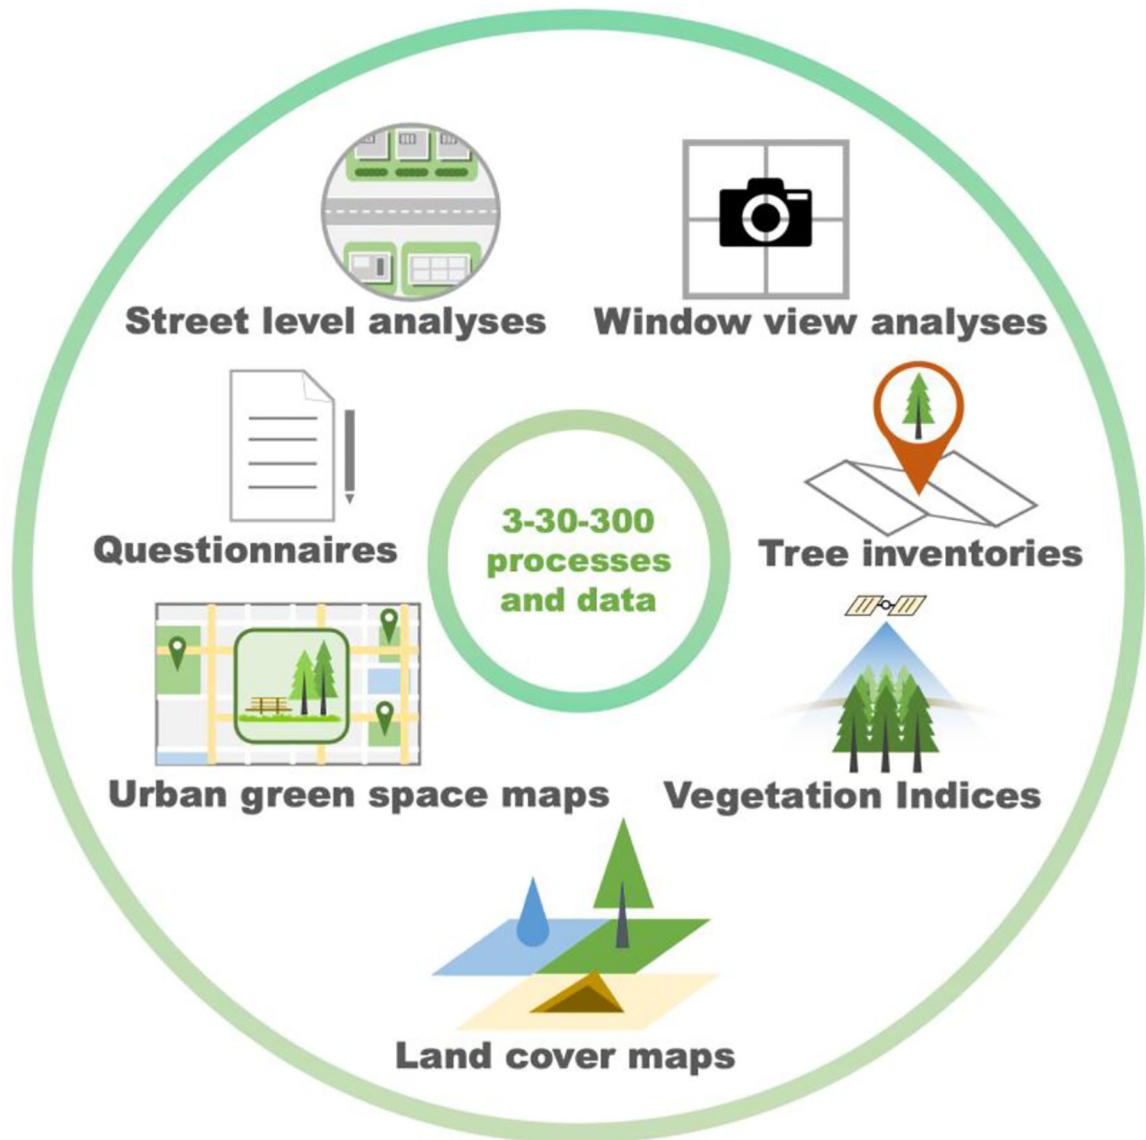 Street level analyses
Window view analyses
Questionnaires
3-30-300
processes
and data
Tree inventories
Urban green space maps
Vegetation Indices
Land cover maps